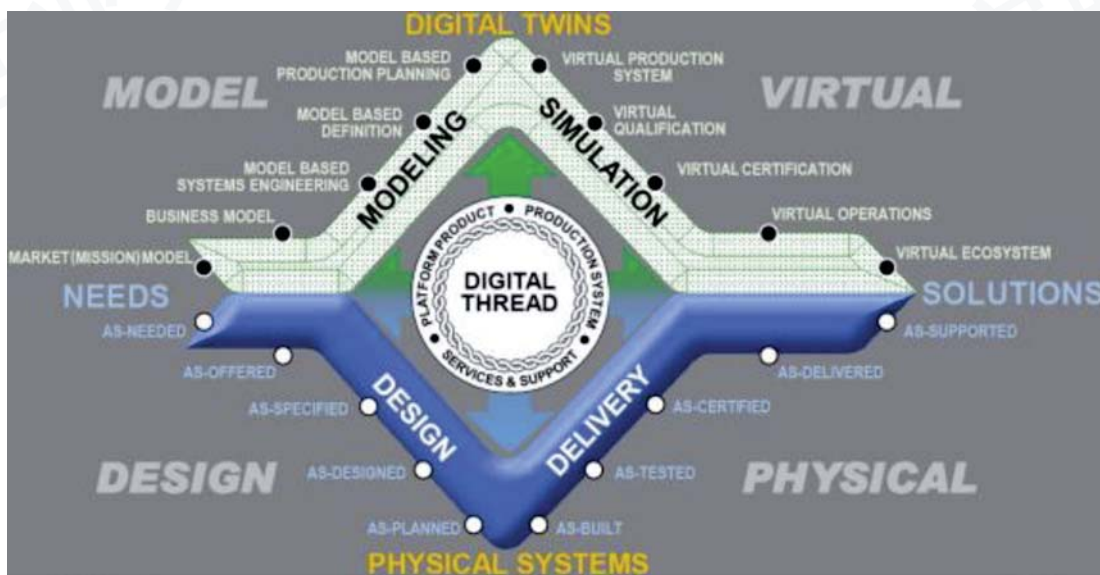 DIGITAL TWINS
MODEL BASED
PRODUCTION PLANNING
VIRTUAL PRODUCTION
SYSTEM
MODEL
VIRTUAL
MODEL BASED
DEFINITION
VIRTUAL
QUALIFICATION
MODELING
SIMULATION
MODEL BASED
SYSTEMS ENGINEERING
VIRTUAL CERTIFICATION
BUSINESS MODEL
VIRTUAL OPERATIONS
MARKET(MISSION)MODEL
VIRTUAL ECOSYSTEM
PLATFORM PRODUCT • PRODUCTION SYSTEM • SERVICES & SUPPORT •
DIGITAL
THREAD
NEEDS
SOLUTIONS
AS-NEEDED
AS-SUPPORTED
AS-OFFERED
AS-DELIVERED
AS-SPECIFIED
AS-CERTIFIED
DESIGN
DELIVERY
AS-DESIGNED
AS-TESTED
DESIGN
PHYSICAL
AS-PLANNED
AS-BUILT
PHYSICAL SYSTEMS